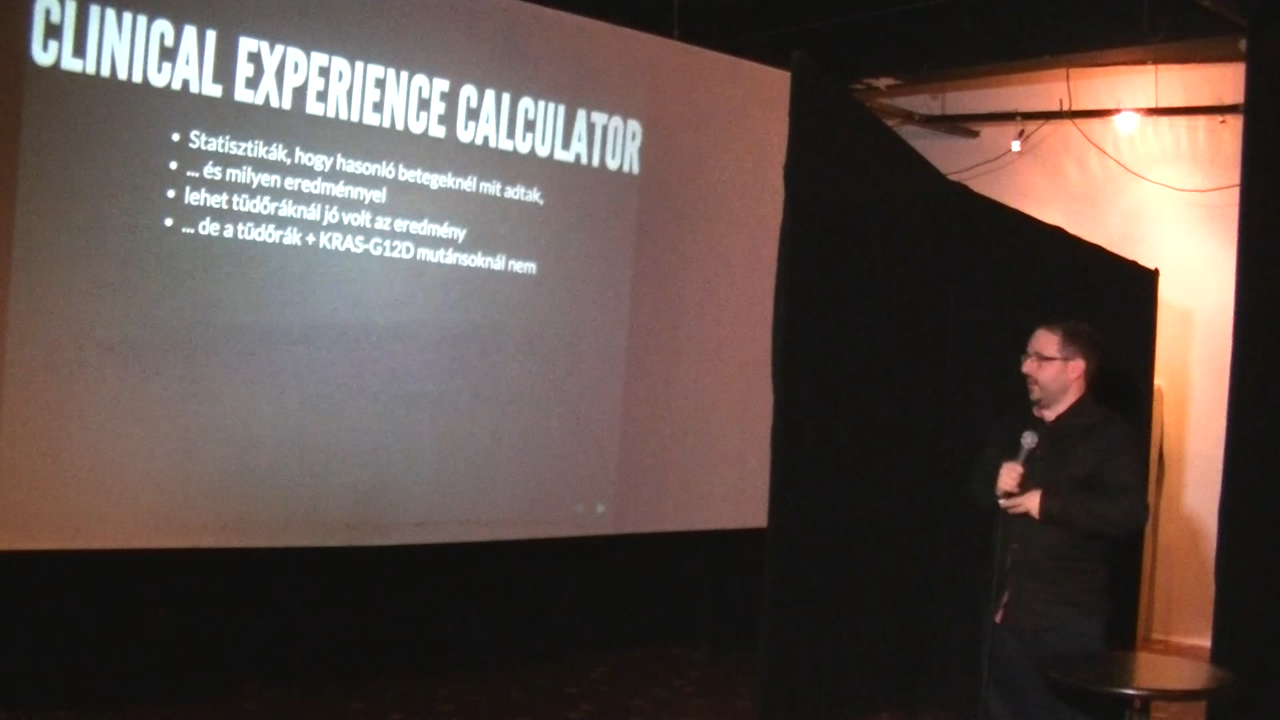 CLINICAL EXPERIENCE CALCULATOR
• Statisztikák, hogy hasonló betegeknél mit adtak,
• ... és milyen eredménnyel
• lehet tüdőráknál jó volt az eredmény
• ... de a tüdőrák + KRAS-G12D mutánsoknál nem